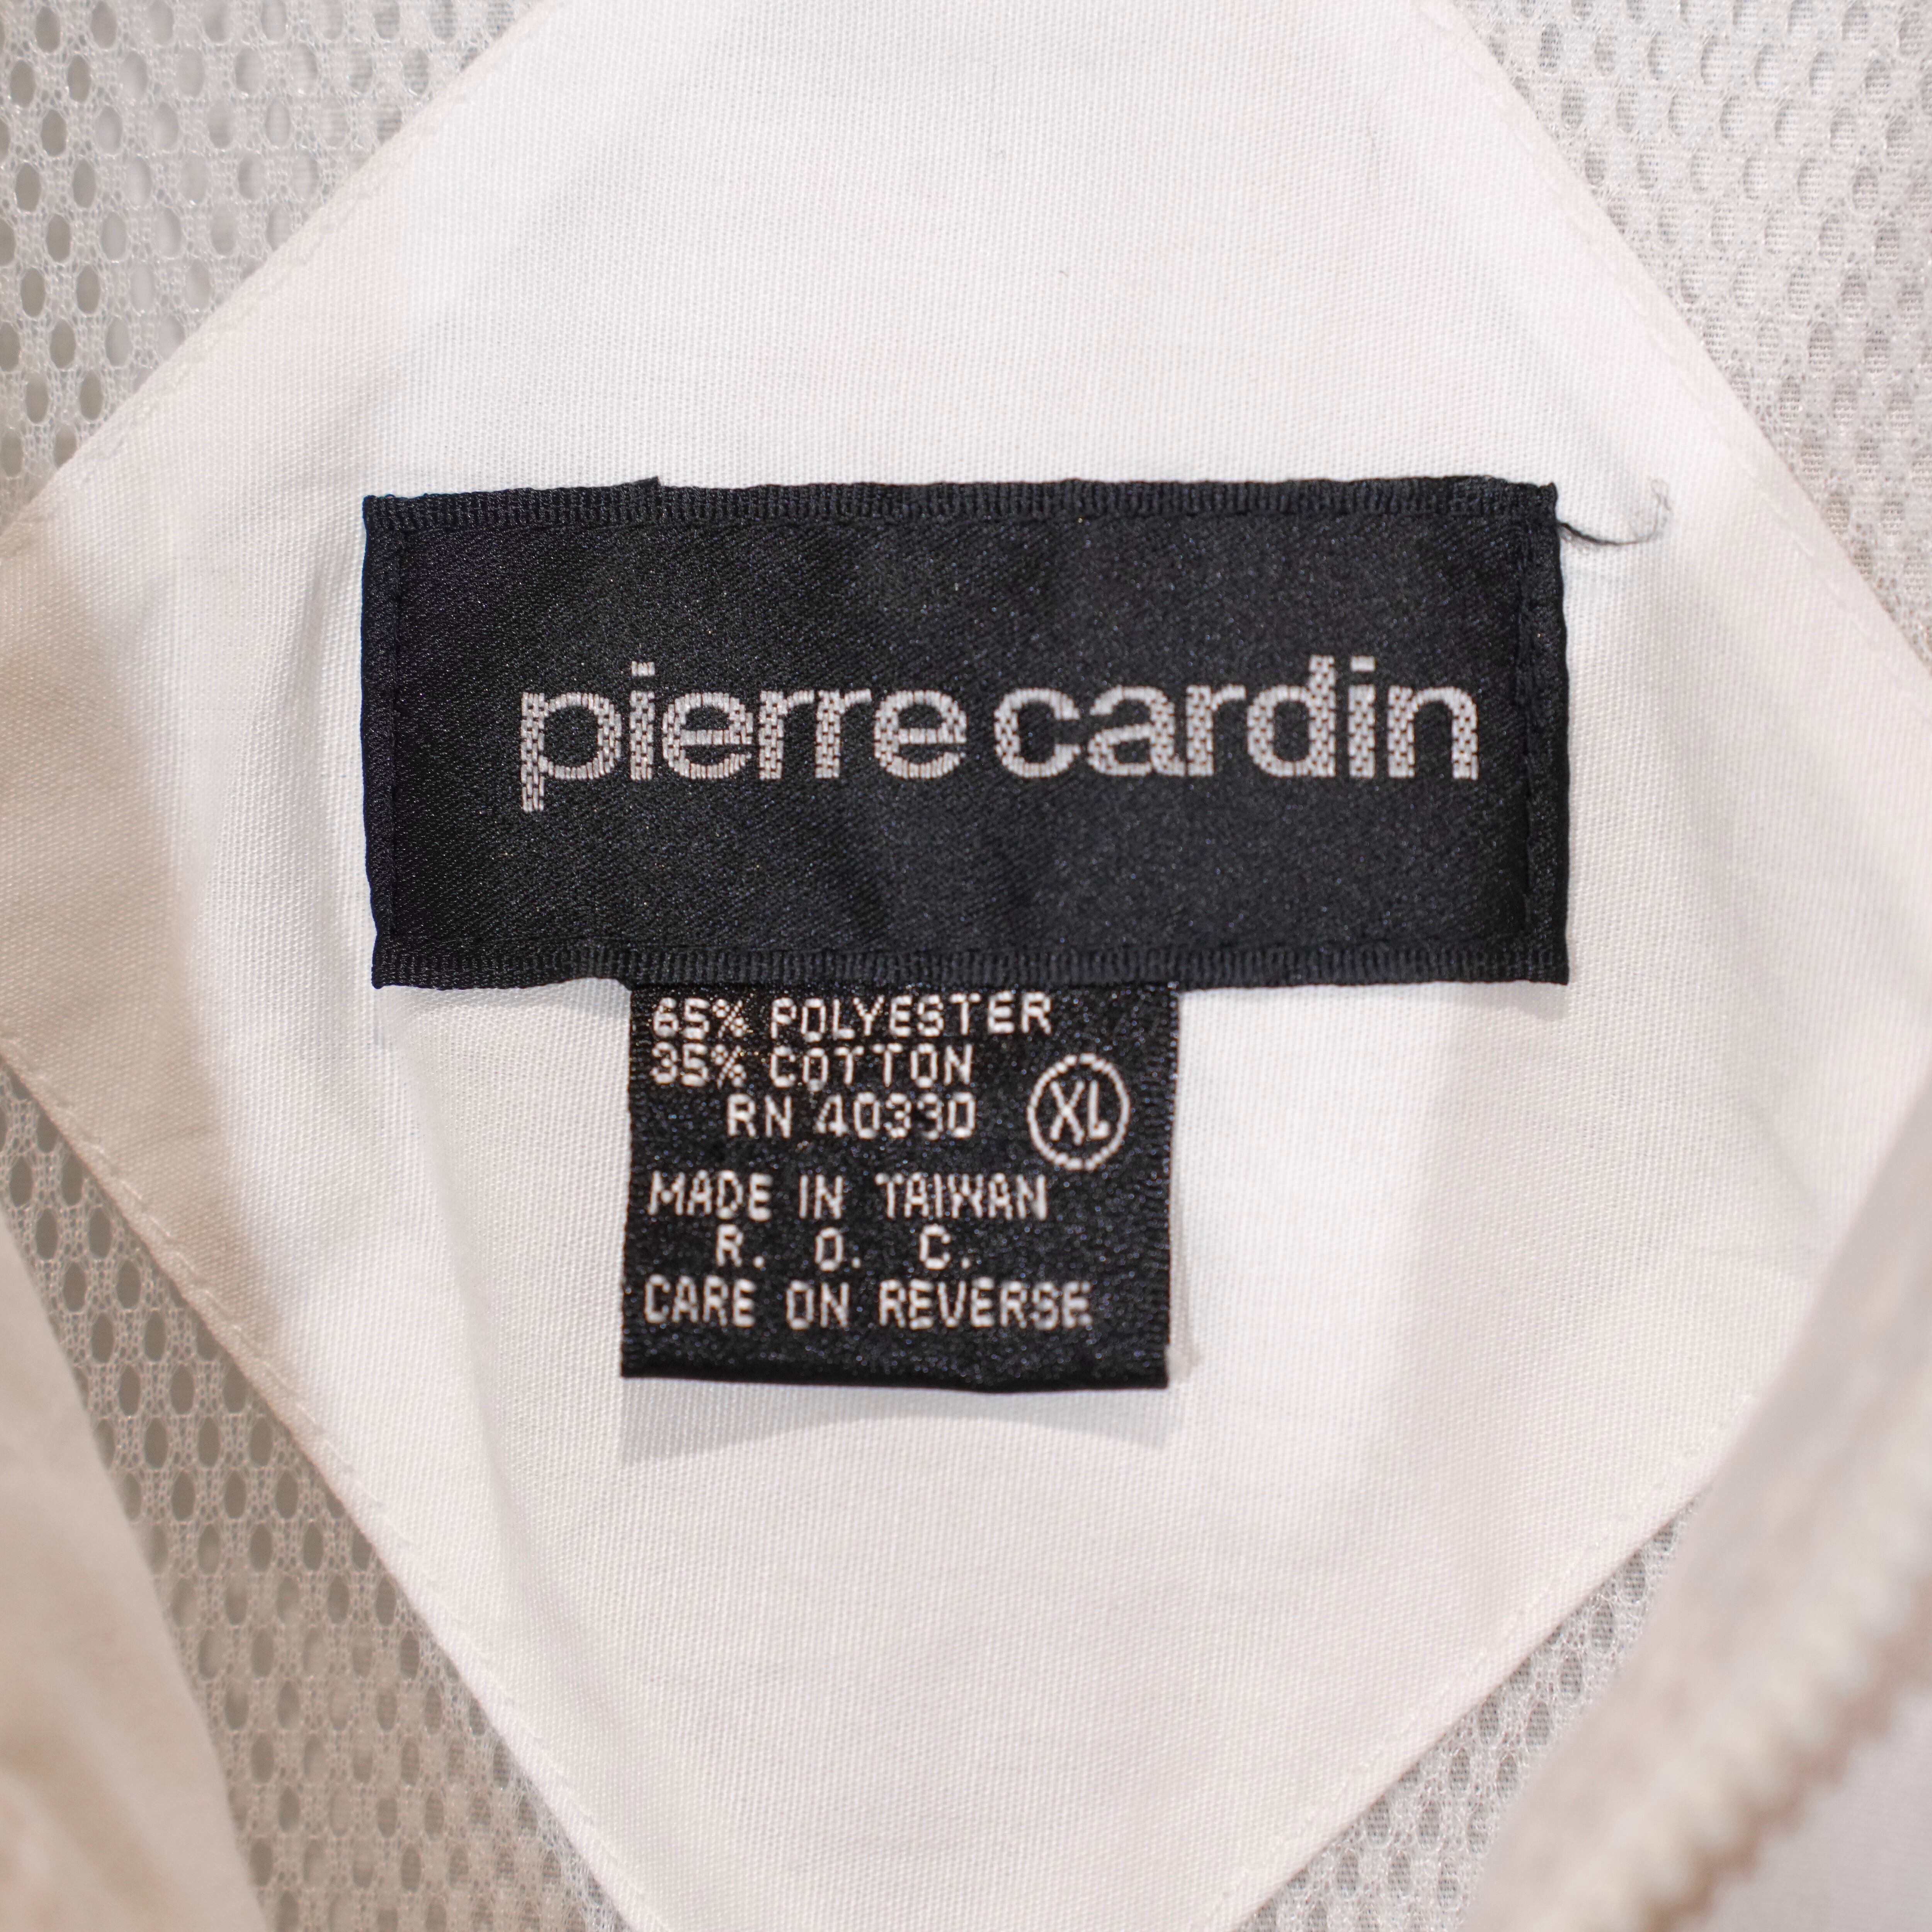 pierre cardin
65% POLYESTER
35% COTTON
RN 40330 XL
MADE IN TAIWAN
R. O. C.
CARE ON REVERSE